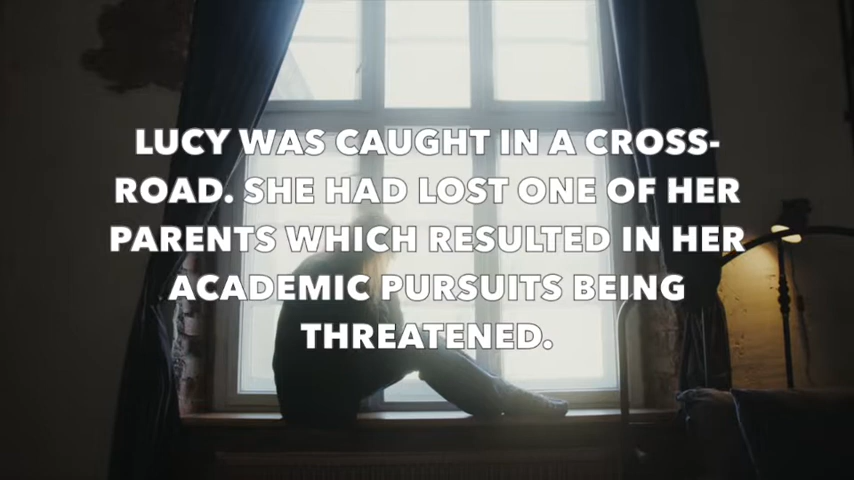 LUCY WAS CAUGHT IN A CROSS-
ROAD. SHE HAD LOST ONE OF HER
PARENTS WHICH RESULTED IN HER
ACADEMIC PURSUITS BEING
THREATENED.